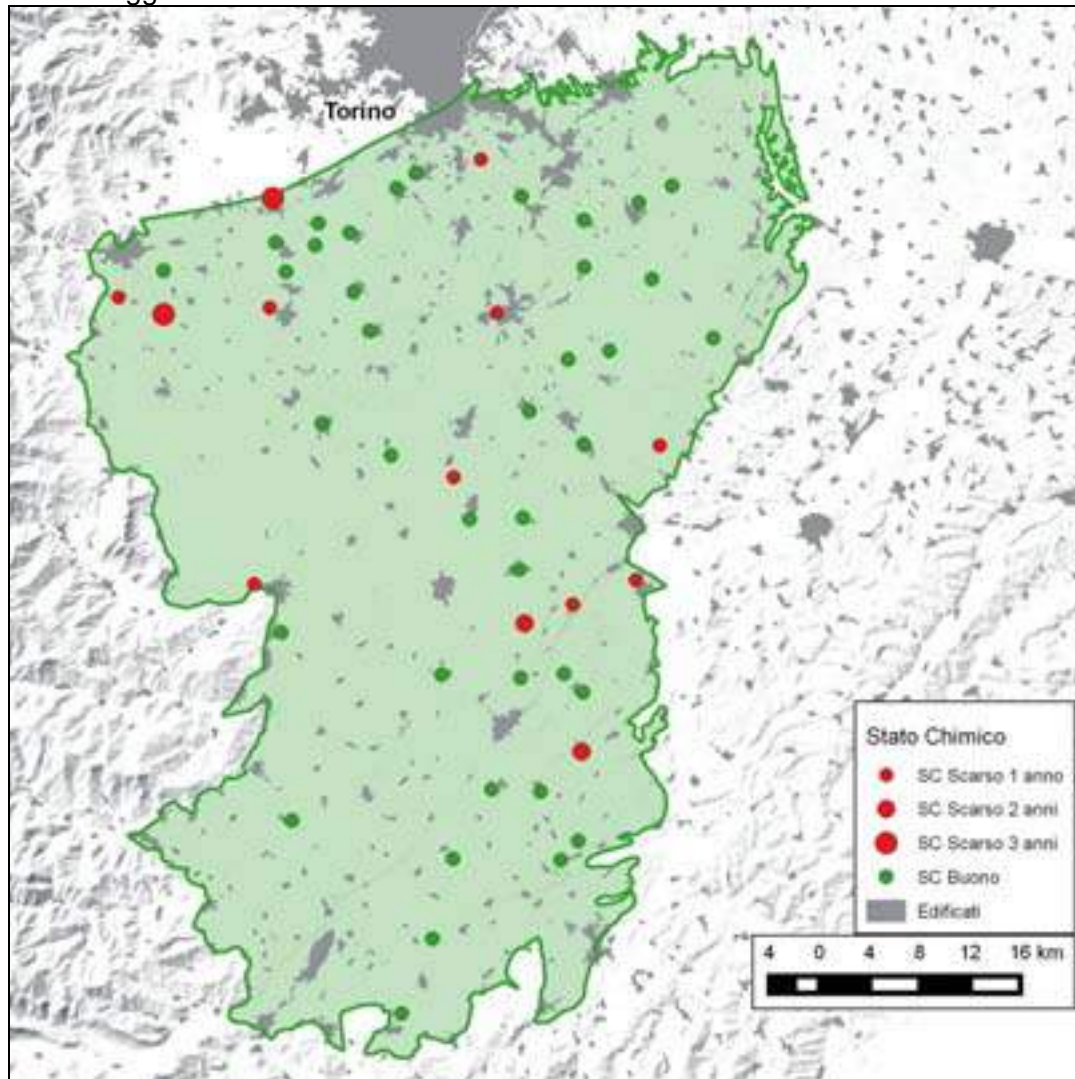 Torino
Stato Chimico
SC Scarso 1 anno
SC Scarso 2 anni
SC Scarso 3 anni
SC Buono
Edificati
4 0 4 8 12 16 km